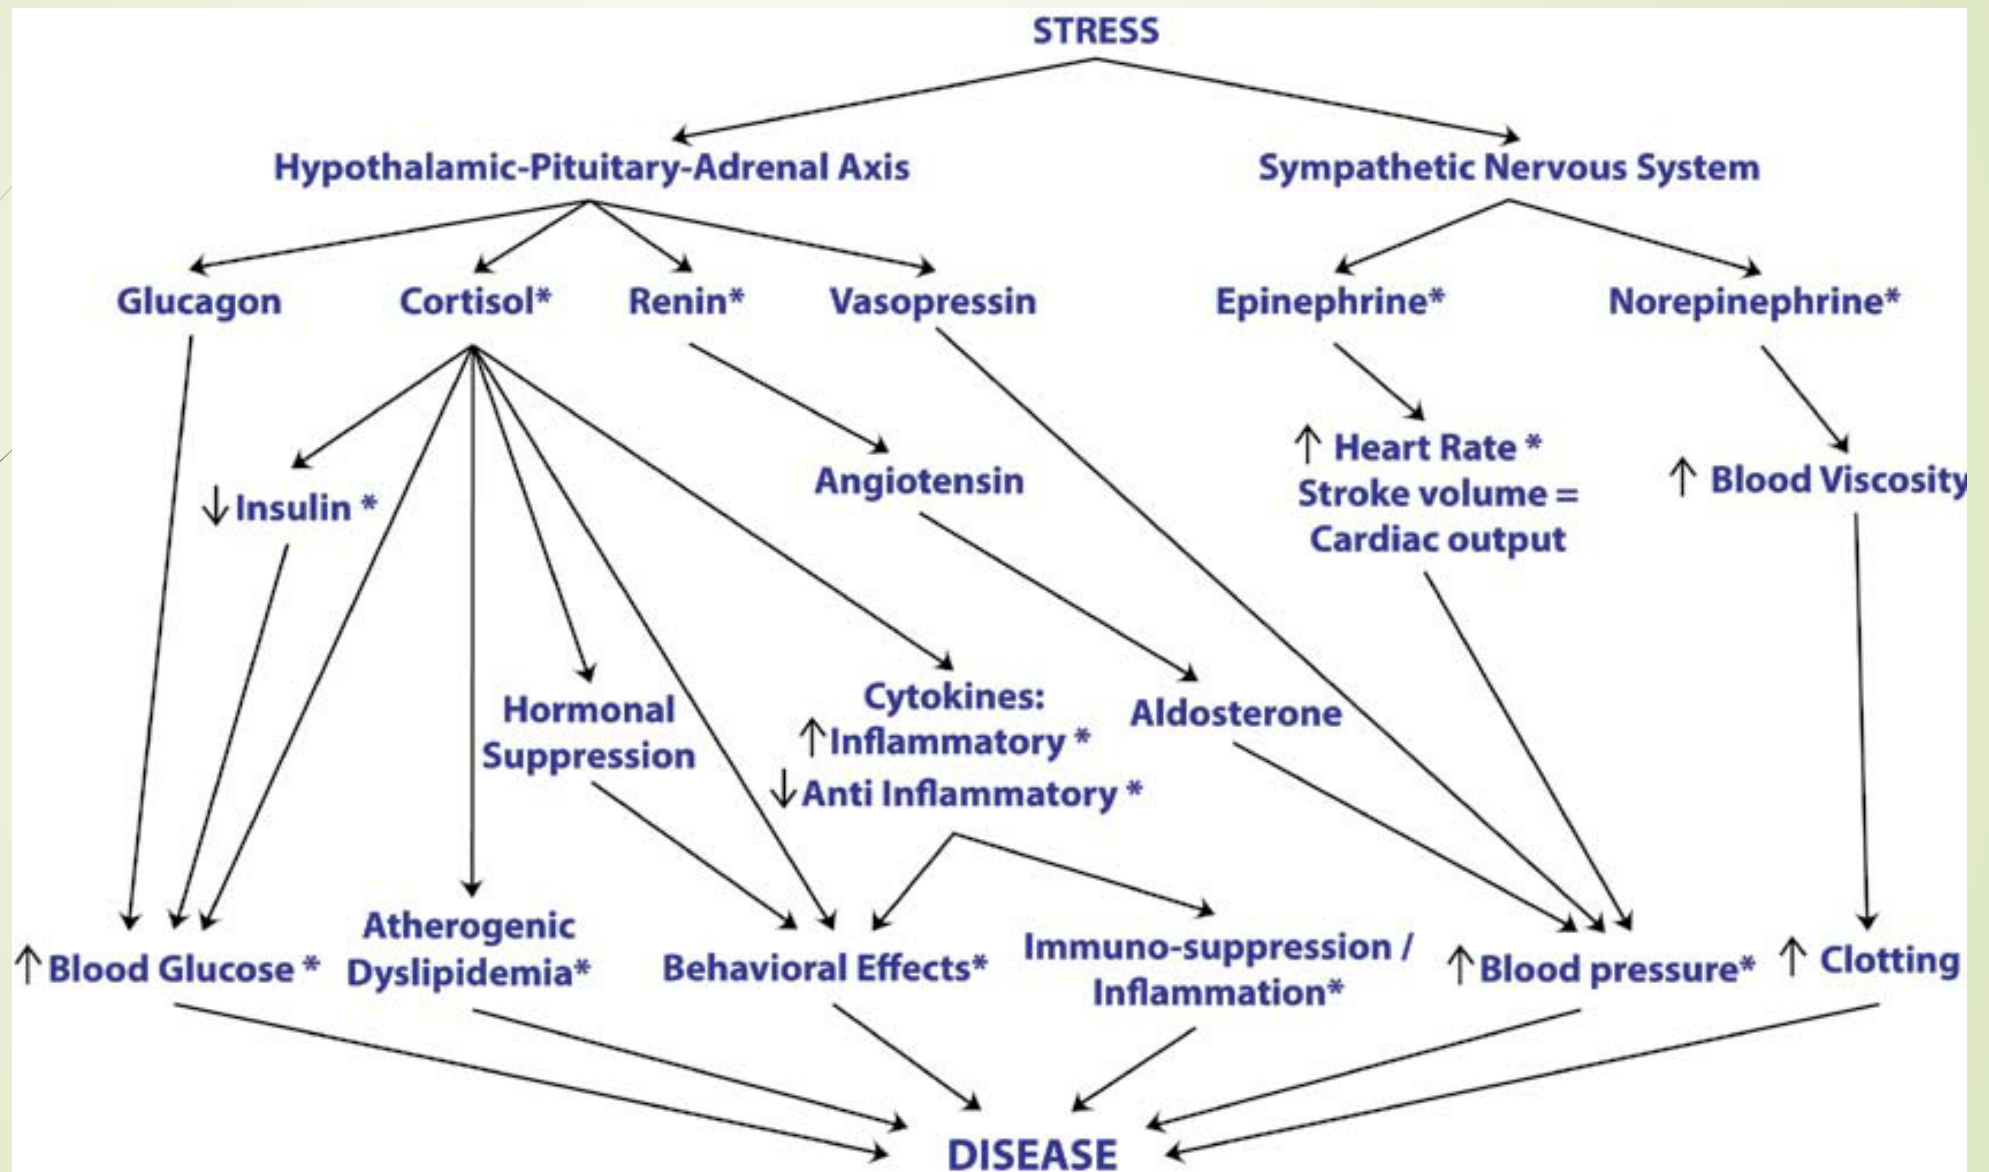 STRESS
Hypothalamic-Pituitary-Adrenal Axis
Sympathetic Nervous System
Glucagon
Cortisol*
Renin*
Vasopressin
Epinephrine*
Norepinephrine*
↓ Insulin *
Angiotensin
↑ Heart Rate *
Stroke volume =
Cardiac output
↑ Blood Viscosity
Hormonal
Suppression
Cytokines:
↑ Inflammatory *
↓ Anti Inflammatory *
Aldosterone
↑ Blood Glucose *
Atherogenic
Dyslipidemia*
Behavioral Effects*
Immuno-suppression /
Inflammation*
↑ Blood pressure*
↑ Clotting
DISEASE